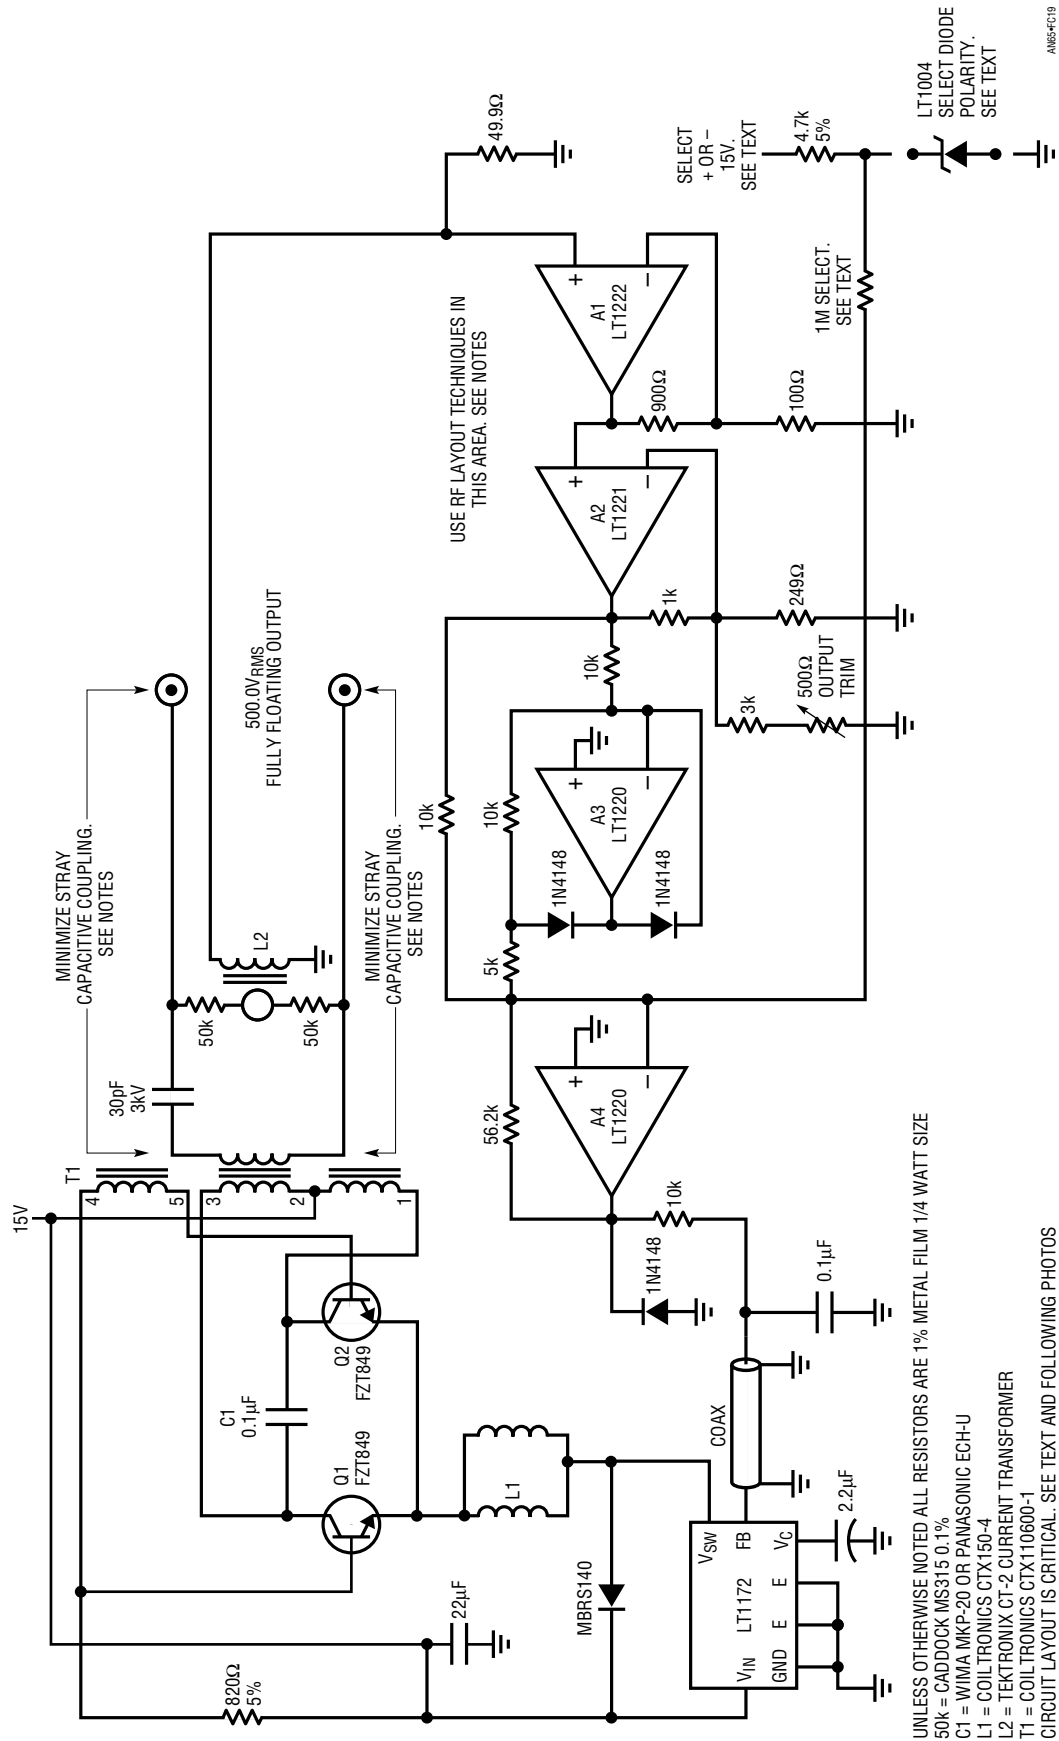 15V
T1
4
5
3
2
1
MINIMIZE STRAY
CAPACITIVE COUPLING.
SEE NOTES
30pF
3kV
50k
50k
L2
500.0VRMS
FULLY FLOATING OUTPUT
MINIMIZE STRAY
CAPACITIVE COUPLING.
SEE NOTES
USE RF LAYOUT TECHNIQUES IN
THIS AREA. SEE NOTES
49.9Ω
820Ω
5%
22µF
C1
0.1µF
Q1
FZT849
Q2
FZT849
L1
MBRS140
VSW
VIN
LT1172
FB
GND
E
E
VC
2.2µF
COAX
0.1µF
1N4148
10k
56.2k
+
–
A4
LT1220
5k
10k
10k
1N4148
1N4148
+
–
A3
LT1220
10k
1k
3k
500Ω
OUTPUT
TRIM
249Ω
+
–
A2
LT1221
900Ω
100Ω
+
–
A1
LT1222
SELECT
+ OR –
15V.
SEE TEXT
4.7k
5%
1M SELECT.
SEE TEXT
LT1004
SELECT DIODE
POLARITY.
SEE TEXT
UNLESS OTHERWISE NOTED ALL RESISTORS ARE 1% METAL FILM 1/4 WATT SIZE
50k = CADDOCK MS315 0.1%
C1 = WIMA MKP-20 OR PANASONIC ECH-U
L1 = COILTRONICS CTX150-4
L2 = TEKTRONIX CT-2 CURRENT TRANSFORMER
T1 = COILTRONICS CTX110600-1
CIRCUIT LAYOUT IS CRITICAL. SEE TEXT AND FOLLOWING PHOTOS
AN65•FC19